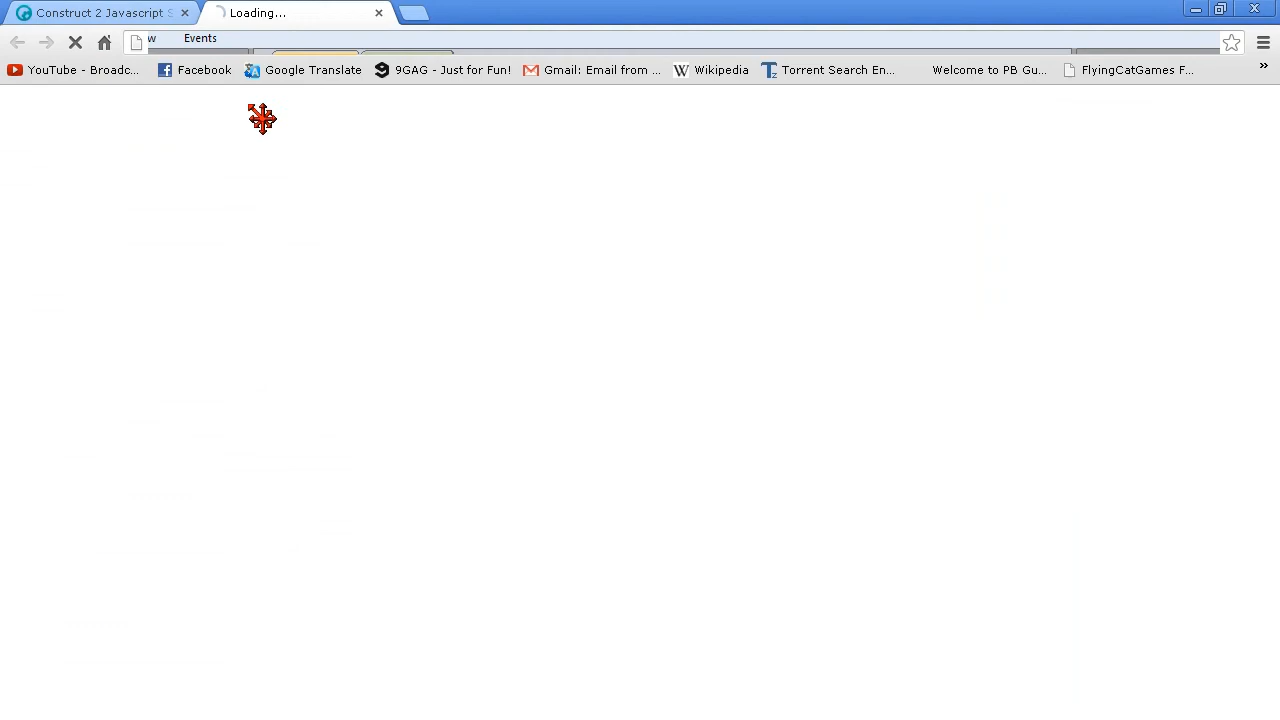 Construct 2 Javascript S
Loading...
w Events
YouTube - Broadc... Facebook Google Translate 9GAG - Just for Fun! Gmail: Email from ... Wikipedia Torrent Search En... Welcome to PB Gu... FlyingCatGames F... »